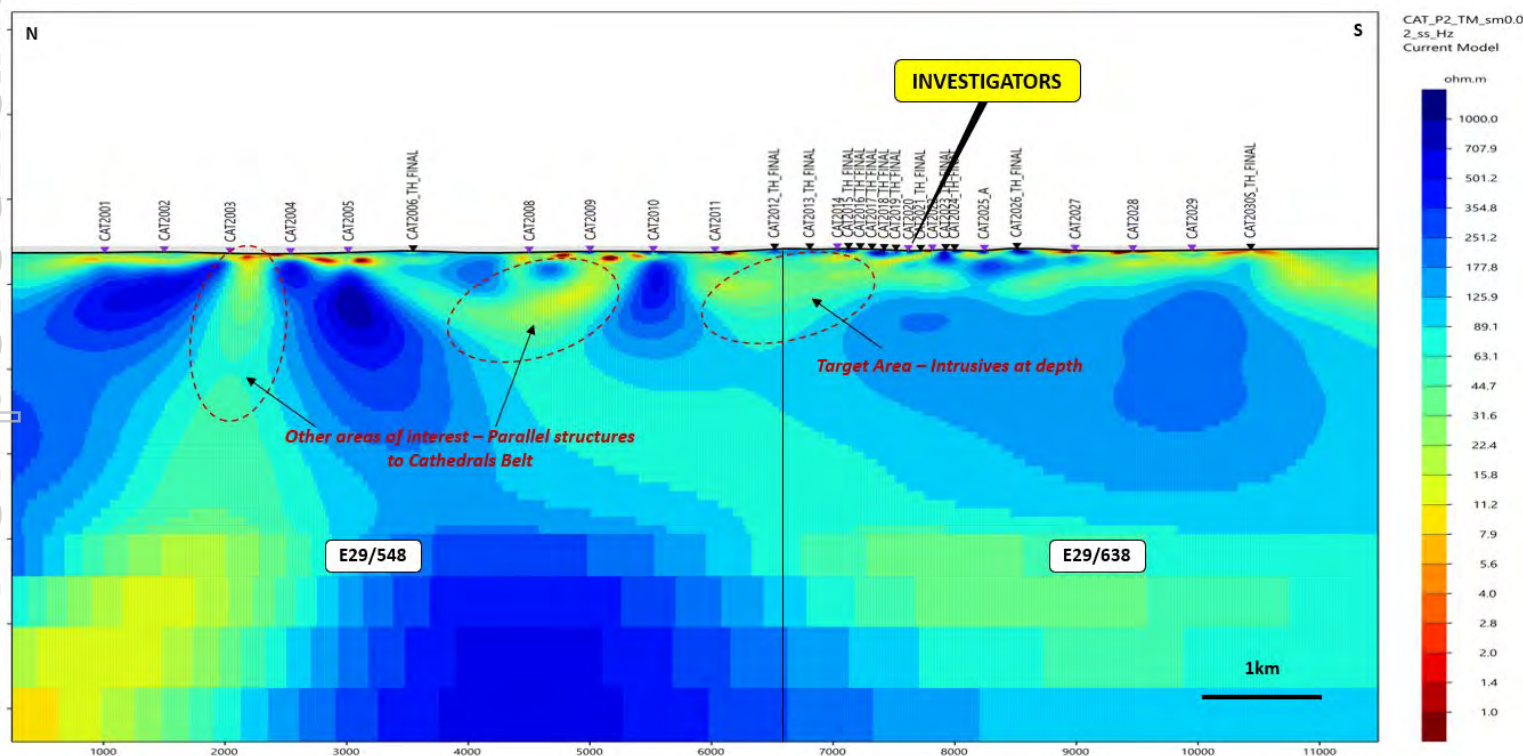 N
S
CAT_P2_TM_sm0.0
2_ss_Hz
Current Model
ohm.m
INVESTIGATORS
CAT2001
CAT2002
CAT2003
CAT2004
CAT2005
CAT2006_TH_FINAL
CAT2008
CAT2009
CAT2010
CAT2011
CAT2012_TH_FINAL
CAT2013_TH_FINAL
CAT2014
CAT2015_TH_FINAL
CAT2016_TH_FINAL
CAT2017_TH_FINAL
CAT2018_TH_FINAL
CAT2019_TH_FINAL
CAT2020
CAT2021_TH_FINAL
CAT2023_TH_FINAL
CAT2024_TH_FINAL
CAT2025_A
CAT2026_TH_FINAL
CAT2027
CAT2028
CAT2029
CAT2030S_TH_FINAL
Target Area – Intrusives at depth
Other areas of interest – Parallel structures
to Cathedrals Belt
E29/548
E29/638
1km
1000
2000
3000
4000
5000
6000
7000
8000
9000
10000
11000
1000.0
707.9
501.2
354.8
251.2
177.8
125.9
89.1
63.1
44.7
31.6
22.4
15.8
11.2
7.9
5.6
4.0
2.8
2.0
1.4
1.0